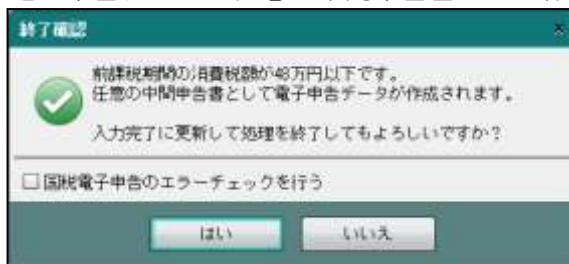 終了確認
前課税期間の消費税額が48万円以下です。
任意の中間申告書として電子申告データが作成されます。
入力完了に更新して処理を終了してもよろしいですか？
国税電子申告のエラーチェックを行う
はい
いいえ